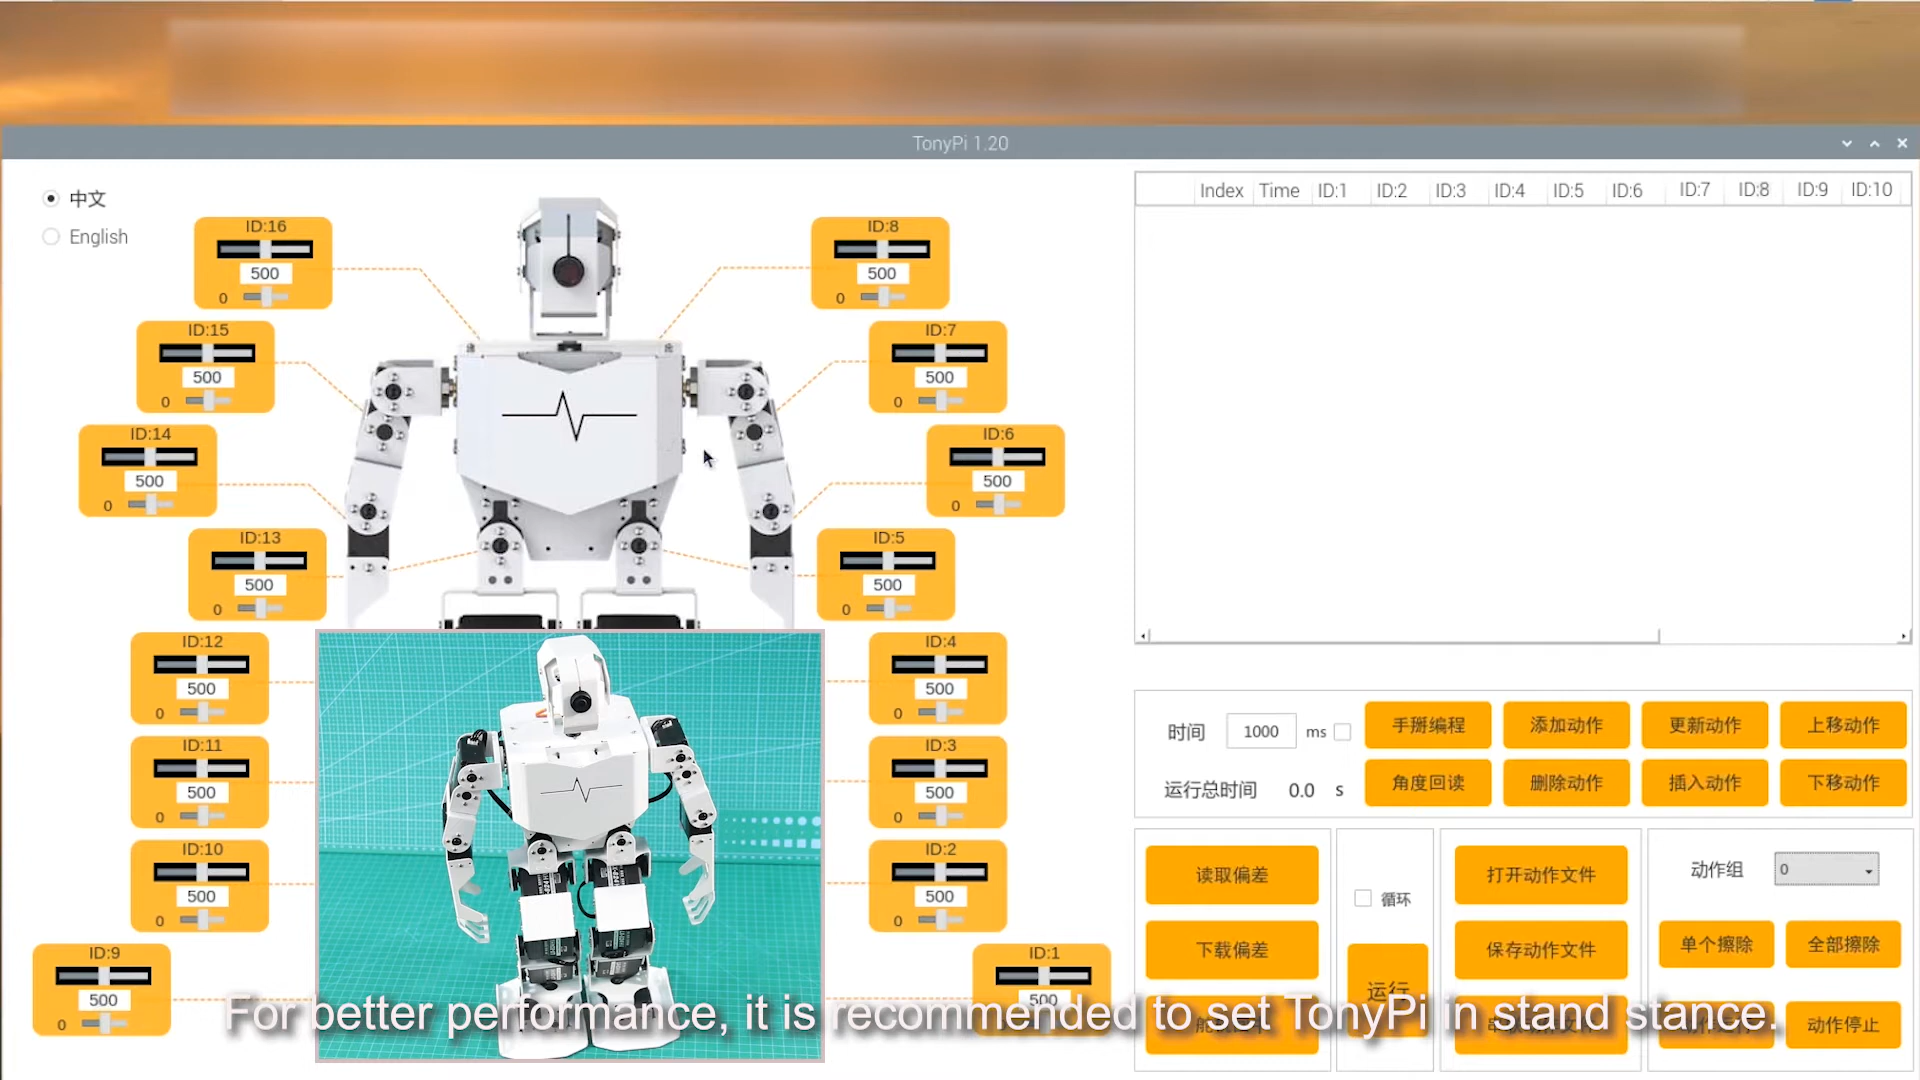 TonyPi 1.20
中文
English
ID:16
500
0
ID:15
500
0
ID:14
500
0
ID:13
500
0
ID:12
500
0
ID:11
500
0
ID:10
500
0
ID:9
500
0
ID:8
500
0
ID:7
500
0
ID:6
500
0
ID:5
500
0
ID:4
500
0
ID:3
500
0
ID:2
500
0
ID:1
500
Index Time ID:1 ID:2 ID:3 ID:4 ID:5 ID:6 ID:7 ID:8 ID:9 ID:10
时间 1000 ms
手掰编程 添加动作 更新动作 上移动作
运行总时间 0.0 s
角度回读 删除动作 插入动作 下移动作
读取偏差
下载偏差
循环
运行
打开动作文件
保存动作文件
动作组 0
单个擦除 全部擦除
动作停止
For better performance, it is recommended to set TonyPi in stand stance.